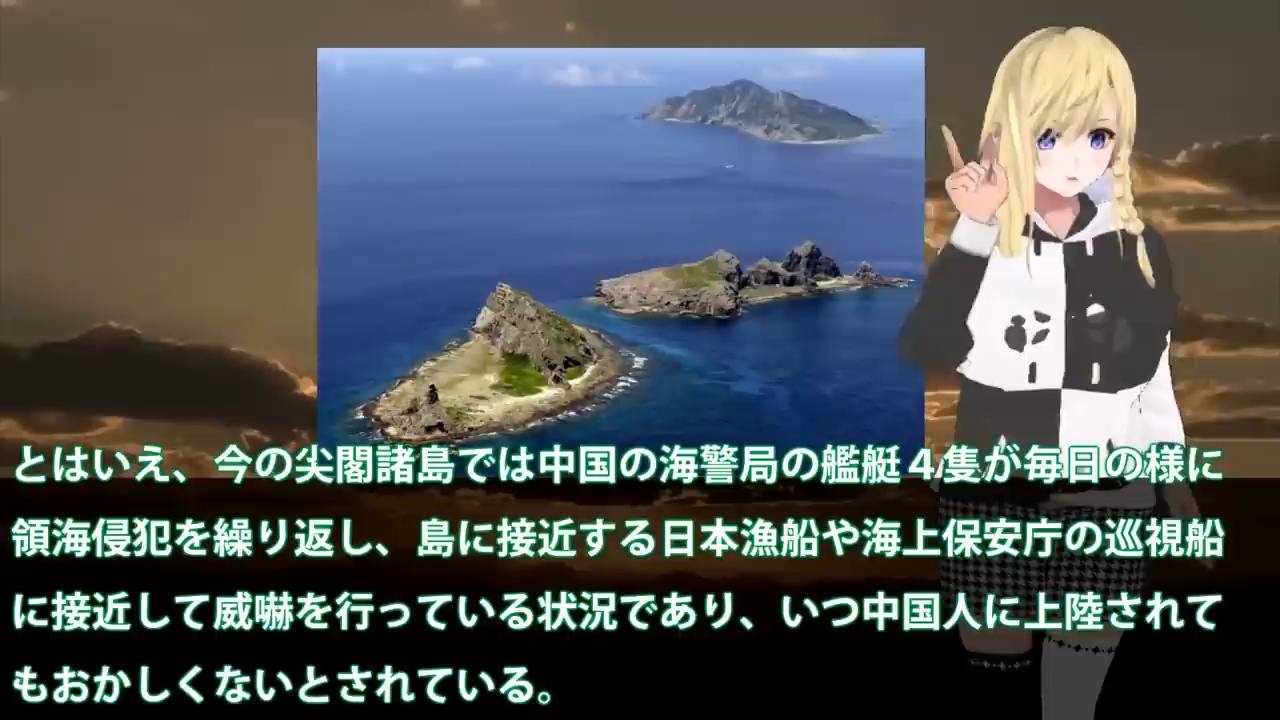 とはいえ、今の尖閣諸島では中国の海警局の艦艇４隻が毎日の様に
領海侵犯を繰り返し、島に接近する日本漁船や海上保安庁の巡視船
に接近して威嚇を行っている状況であり、いつ中国人に上陸されて
もおかしくないとされている。